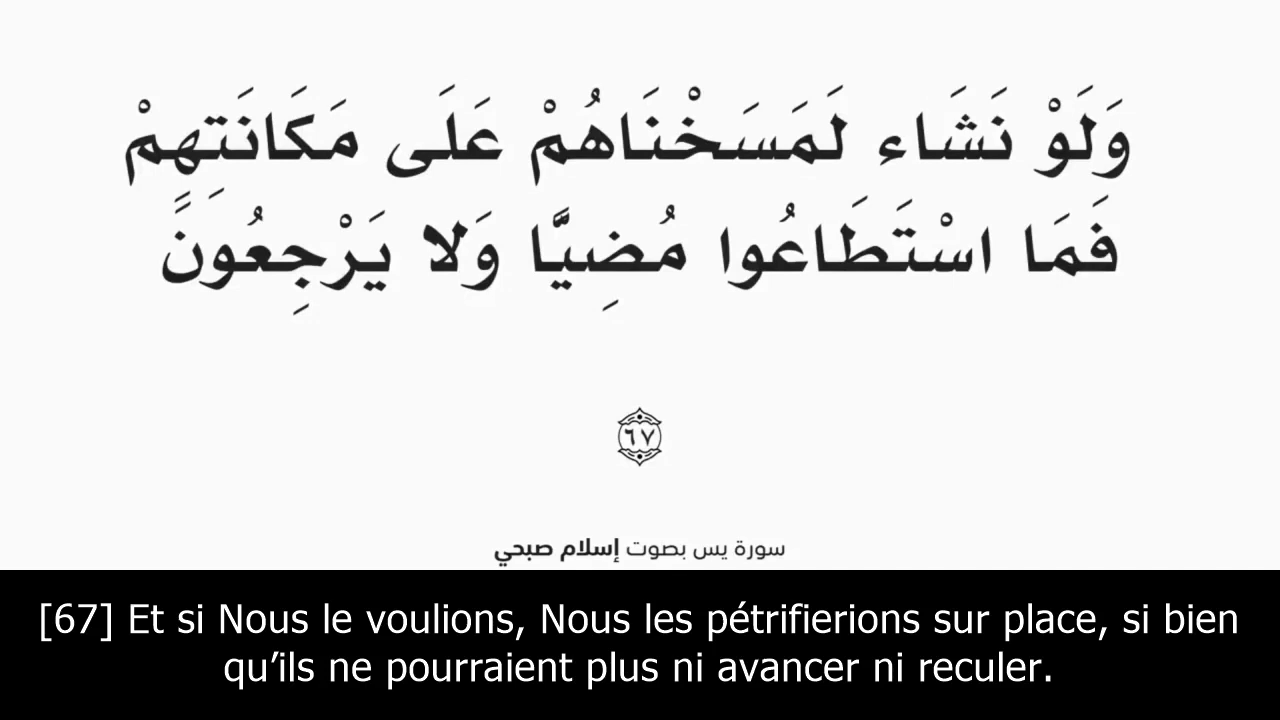 وَلَوْ نَشَاء لَمَسَخْنَاهُمْ عَلَى مَكَانَتِهِمْ
فَمَا اسْتَطَاعُوا مُضِيًّا وَلا يَرْجِعُونَ
٦٧
سورة يس بصوت إسلام صبحي
[67] Et si Nous le voulions, Nous les pétrifierions sur place, si bien
qu’ils ne pourraient plus ni avancer ni reculer.